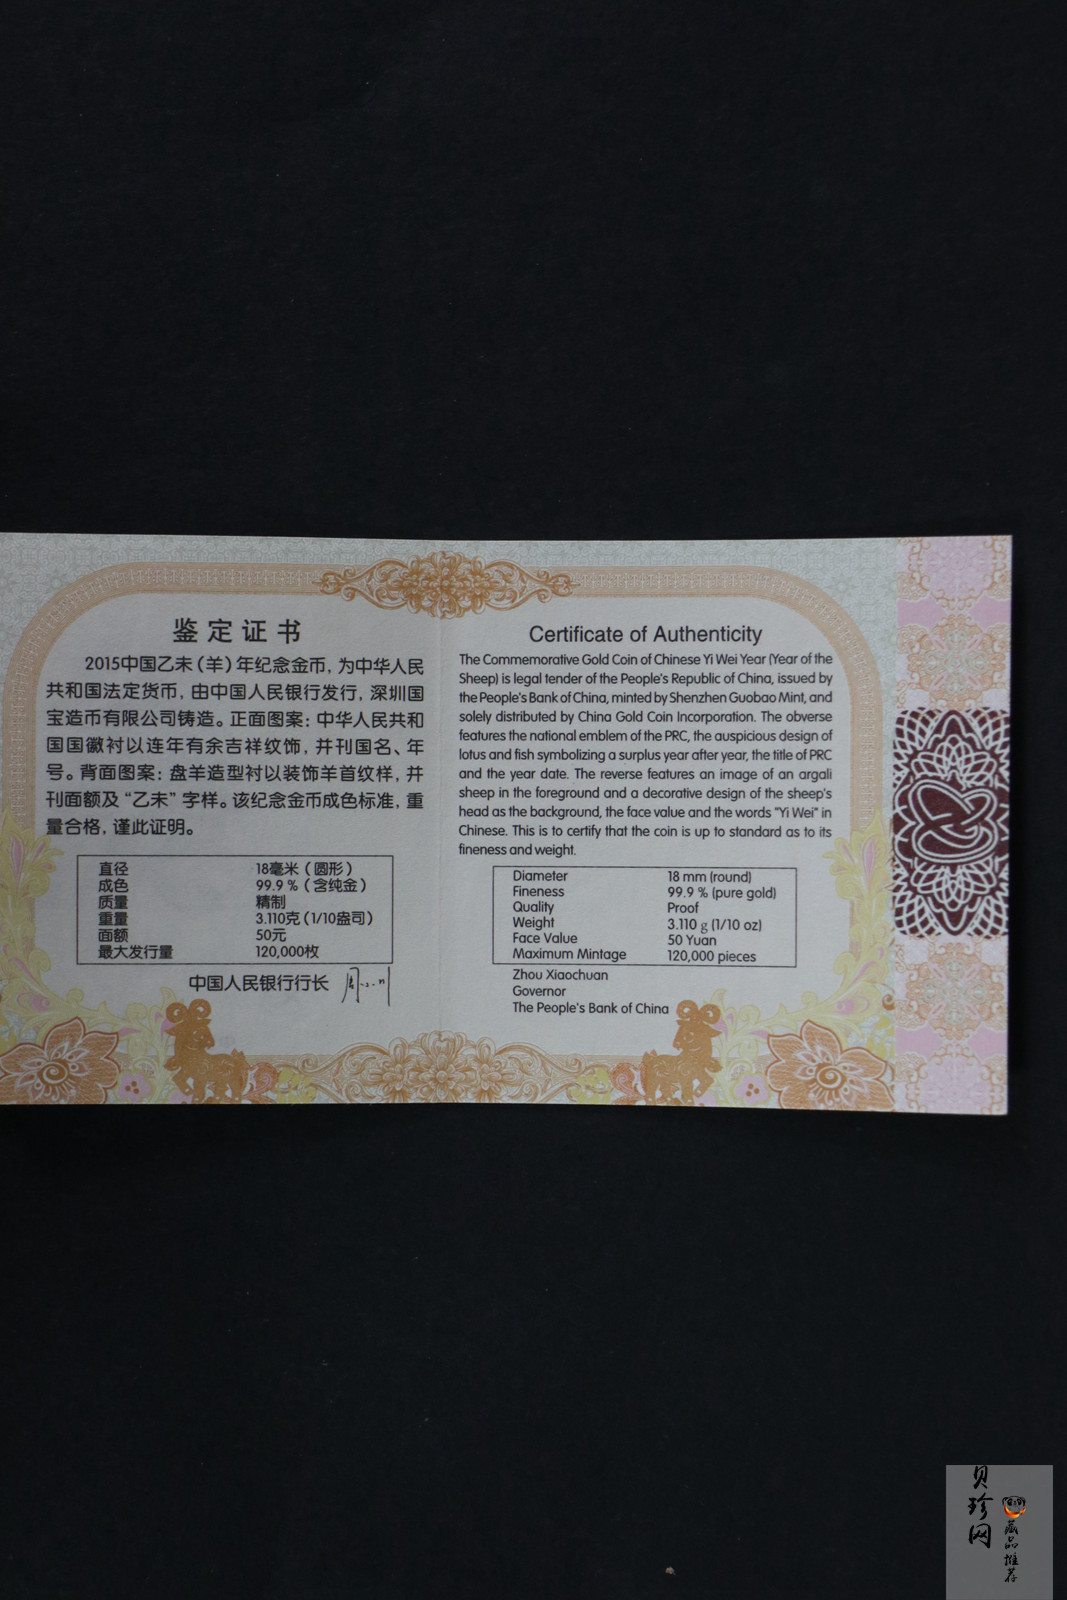 鉴定证书
2015中国乙未（羊）年纪念金币，为中华人民
共和国法定货币，由中国人民银行发行，深圳国
宝造币有限公司铸造。正面图案：中华人民共和
国国徽衬以连年有余吉祥纹饰，并刊国名、年
号。背面图案：盘羊造型衬以装饰羊首纹样，并
刊面额及“乙未”字样。该纪念金币成色标准，重
量合格，谨此证明。
直径 18毫米（圆形）
成色 99.9 %（含纯金）
质量 精制
重量 3.110克（1/10盎司）
面额 50元
最大发行量 120,000枚
中国人民银行行长
Certificate of Authenticity
The Commemorative Gold Coin of Chinese Yi Wei Year (Year of the
Sheep) is legal tender of the People's Republic of China, issued by
the People's Bank of China, minted by Shenzhen Guobao Mint, and
solely distributed by China Gold Coin Incorporation. The obverse
features the national emblem of the PRC, the auspicious design of
lotus and fish symbolizing a surplus year after year, the title of PRC
and the year date. The reverse features an image of an argali
sheep in the foreground and a decorative design of the sheep's
head as the background, the face value and the words "Yi Wei" in
Chinese. This is to certify that the coin is up to standard as to its
fineness and weight.
Diameter 18 mm (round)
Fineness 99.9 % (pure gold)
Quality Proof
Weight 3.110 g (1/10 oz)
Face Value 50 Yuan
Maximum Mintage 120,000 pieces
Zhou Xiaochuan
Governor
The People's Bank of China
贝珍网
藏品推荐